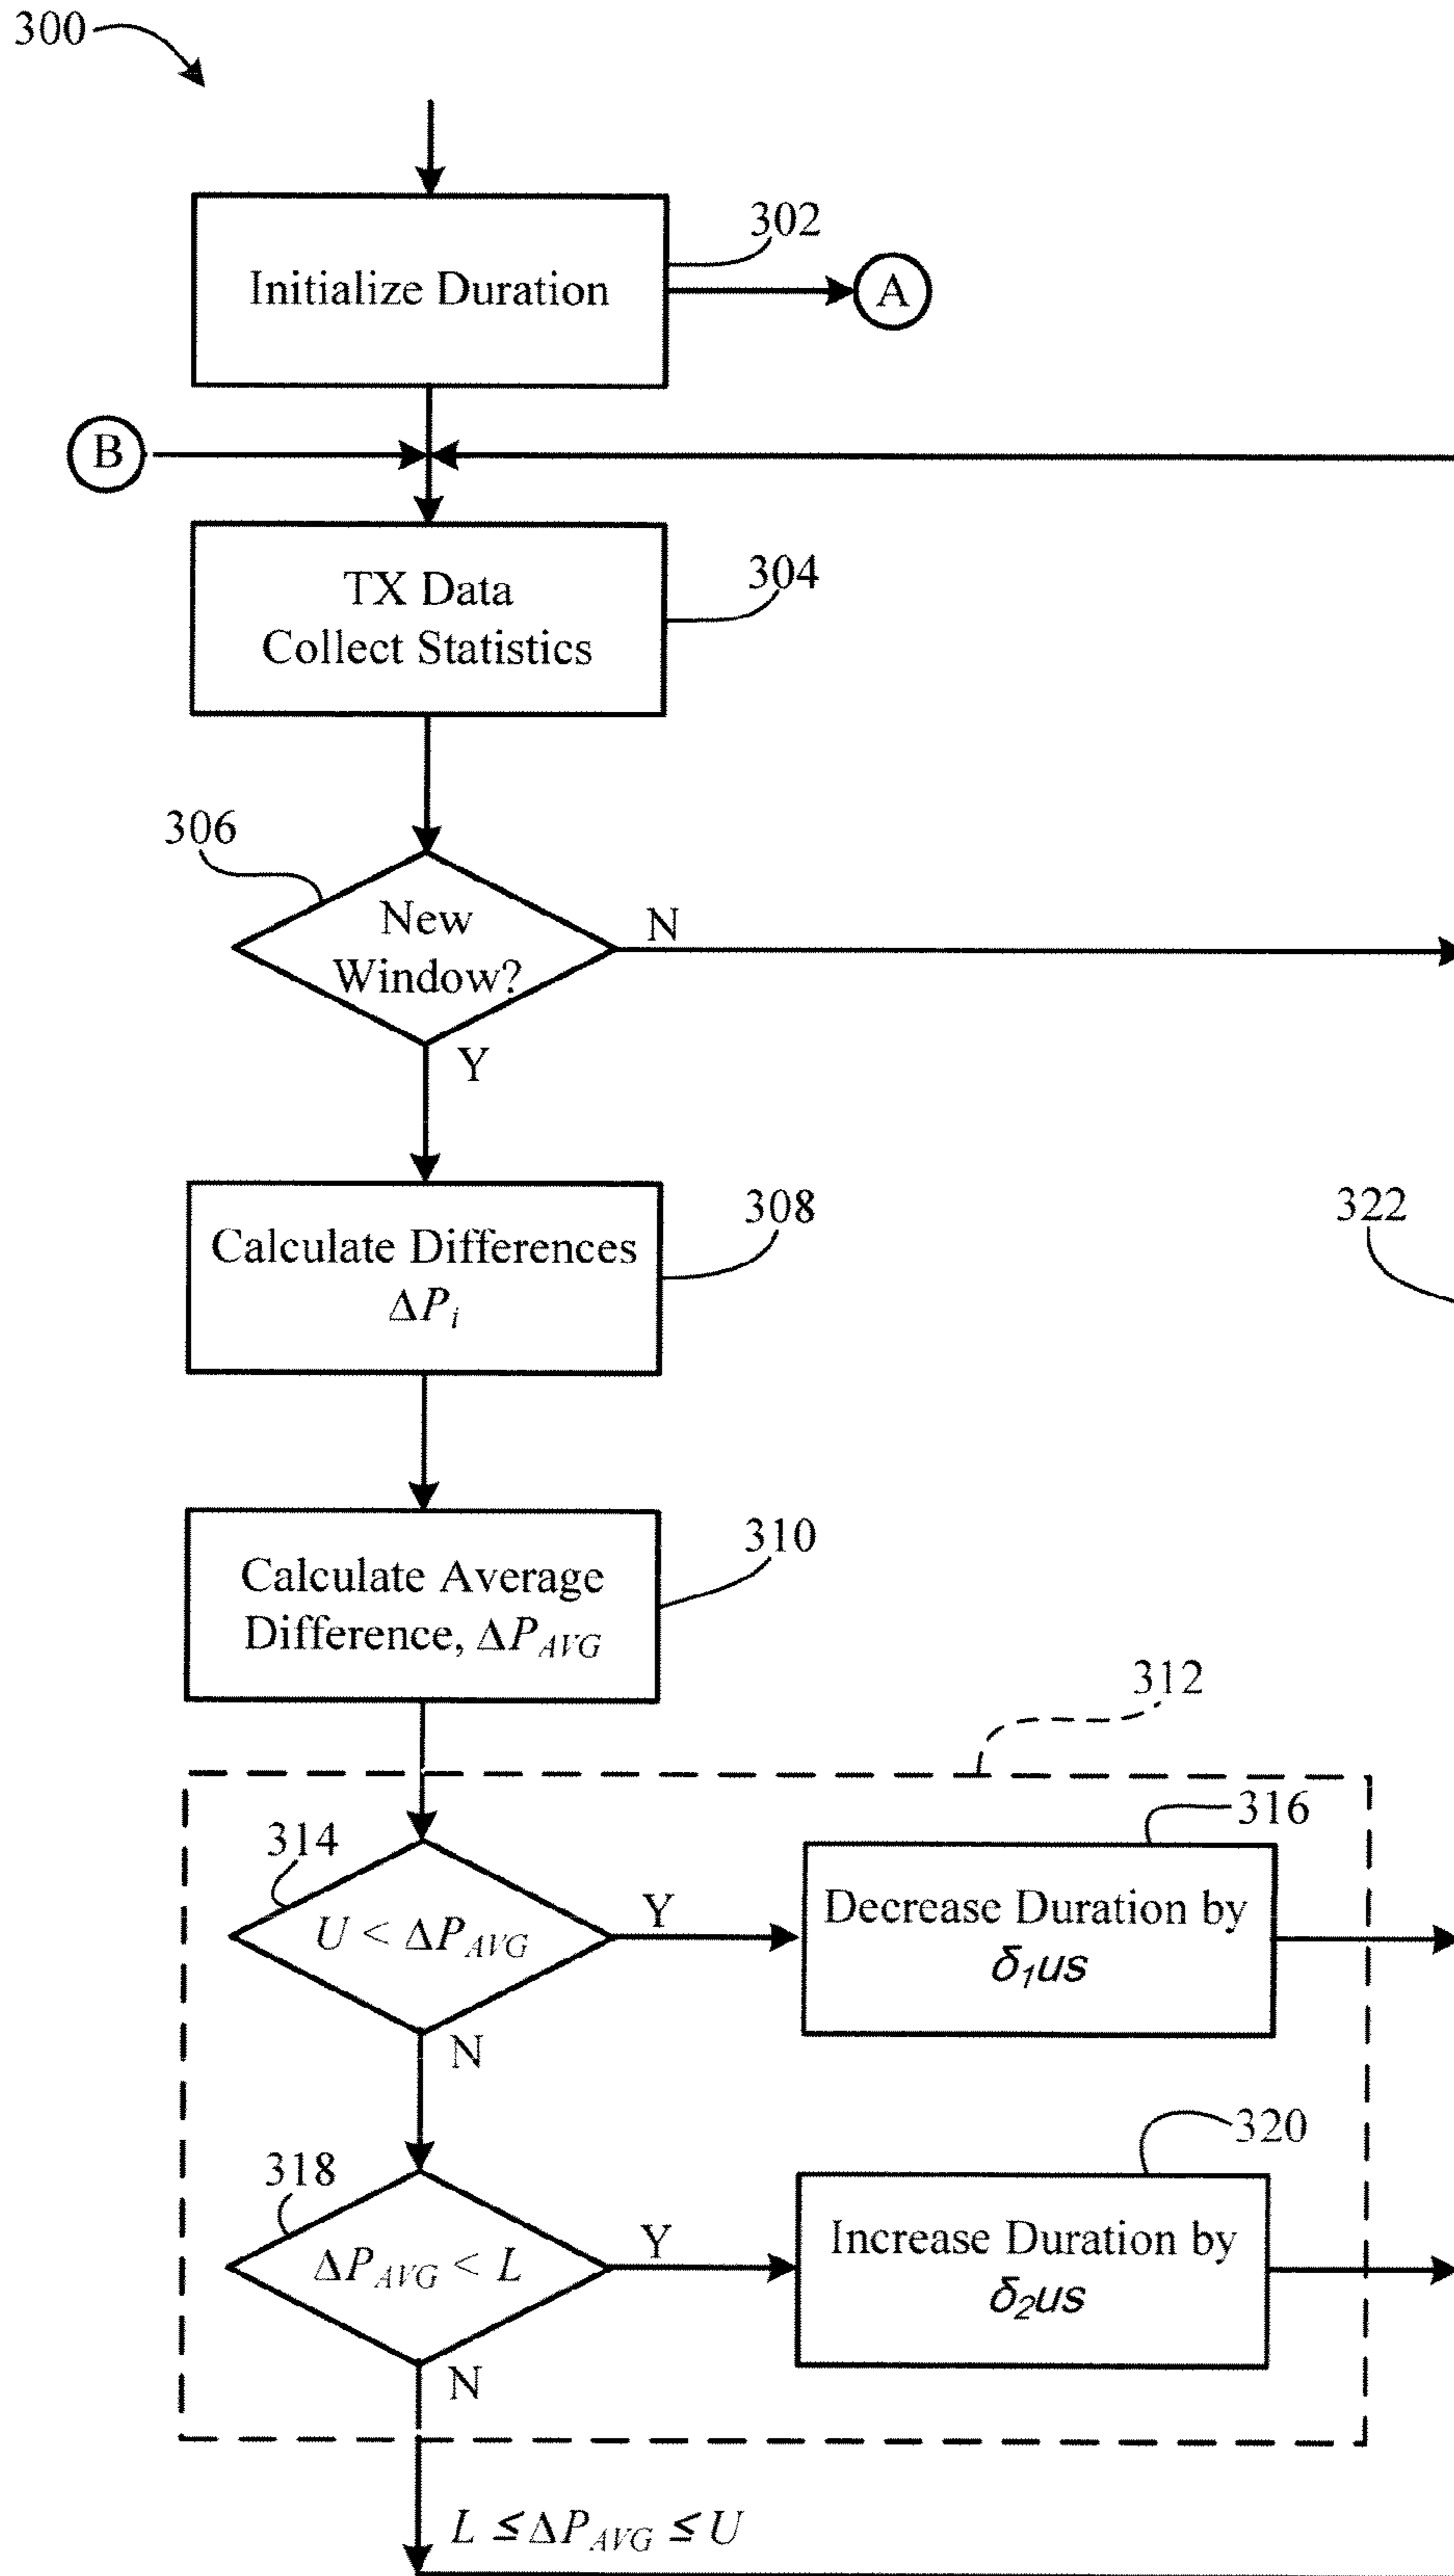 300
302
Initialize Duration
A
B
304
TX Data
Collect Statistics
306
New
Window?
N
Y
308
322
Calculate Differences
ΔPi
310
Calculate Average
Difference, ΔPAVG
312
316
314
U < ΔPAVG
Y
Decrease Duration by
δ1us
N
320
318
ΔPAVG < L
Y
Increase Duration by
δ2us
N
L ≤ ΔPAVG ≤ U